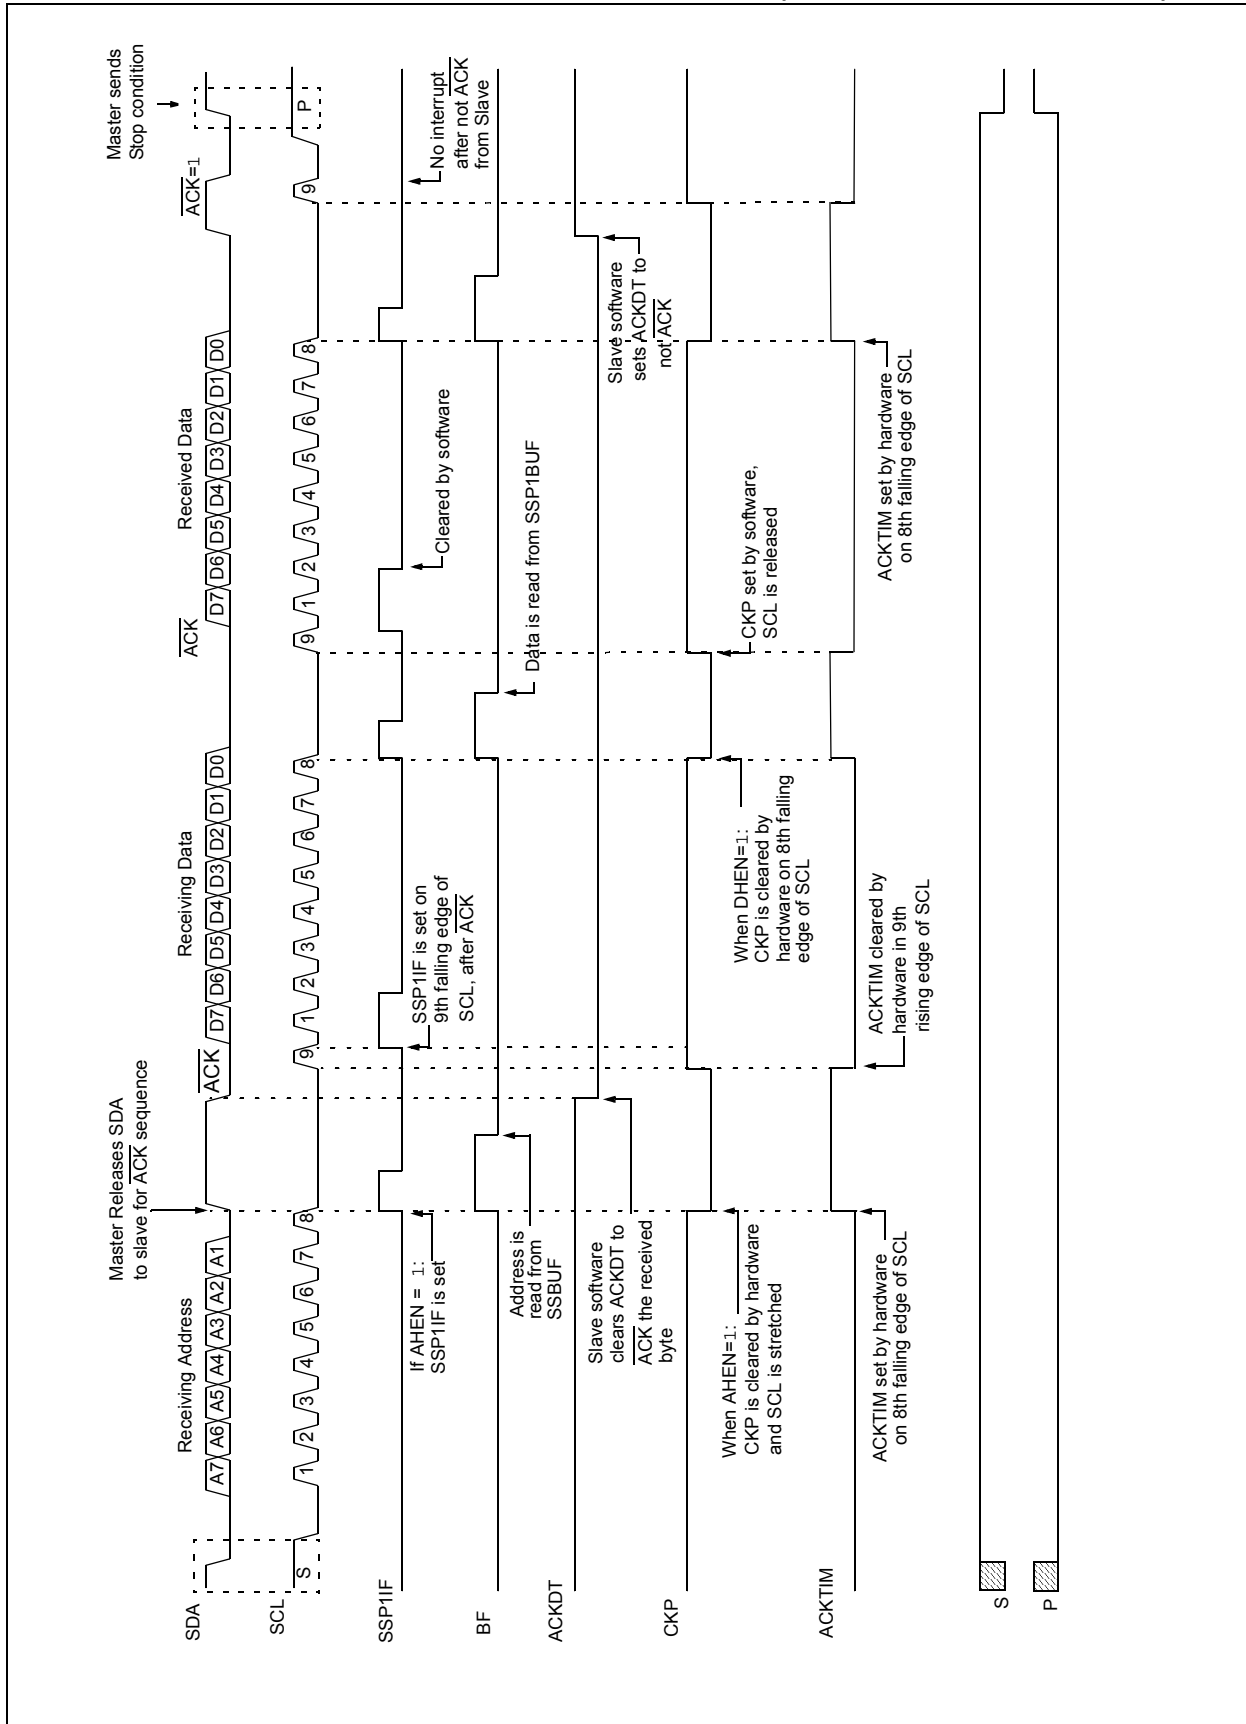 Master Releases SDA
to slave for ACK sequence
Master sends
Stop condition
Receiving Address
Receiving Data
Received Data
ACK
ACK
ACK=1
SDA
A7 A6 A5 A4 A3 A2 A1
D7 D6 D5 D4 D3 D2 D1 D0
D7 D6 D5 D4 D3 D2 D1 D0
SCL
S
1 2 3 4 5 6 7 8 9
1 2 3 4 5 6 7 8 9
1 2 3 4 5 6 7 8 9
P
SSP1IF
If AHEN = 1:
SSP1IF is set
SSP1IF is set on
9th falling edge of
SCL, after ACK
Cleared by software
No interrupt
after not ACK
from Slave
BF
Address is
read from
SSBUF
Data is read from SSP1BUF
ACKDT
Slave software
clears ACKDT to
ACK the received
byte
Slave software
sets ACKDT to
not ACK
CKP
When AHEN=1:
CKP is cleared by hardware
and SCL is stretched
When DHEN=1:
CKP is cleared by
hardware on 8th falling
edge of SCL
CKP set by software,
SCL is released
ACKTIM
ACKTIM set by hardware
on 8th falling edge of SCL
ACKTIM cleared by
hardware in 9th
rising edge of SCL
ACKTIM set by hardware
on 8th falling edge of SCL
S
P